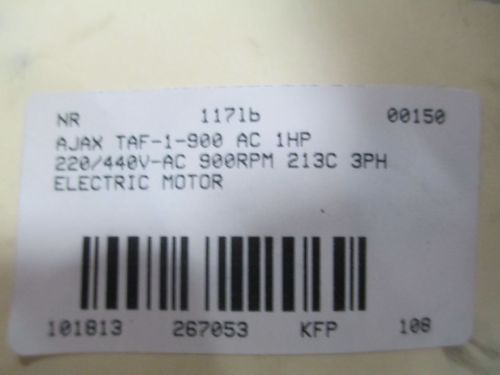 NR 117lb 00150
AJAX TAF-1-900 AC 1HP
220/440V-AC 900RPM 213C 3PH
ELECTRIC MOTOR
101813 267053 KFP 108